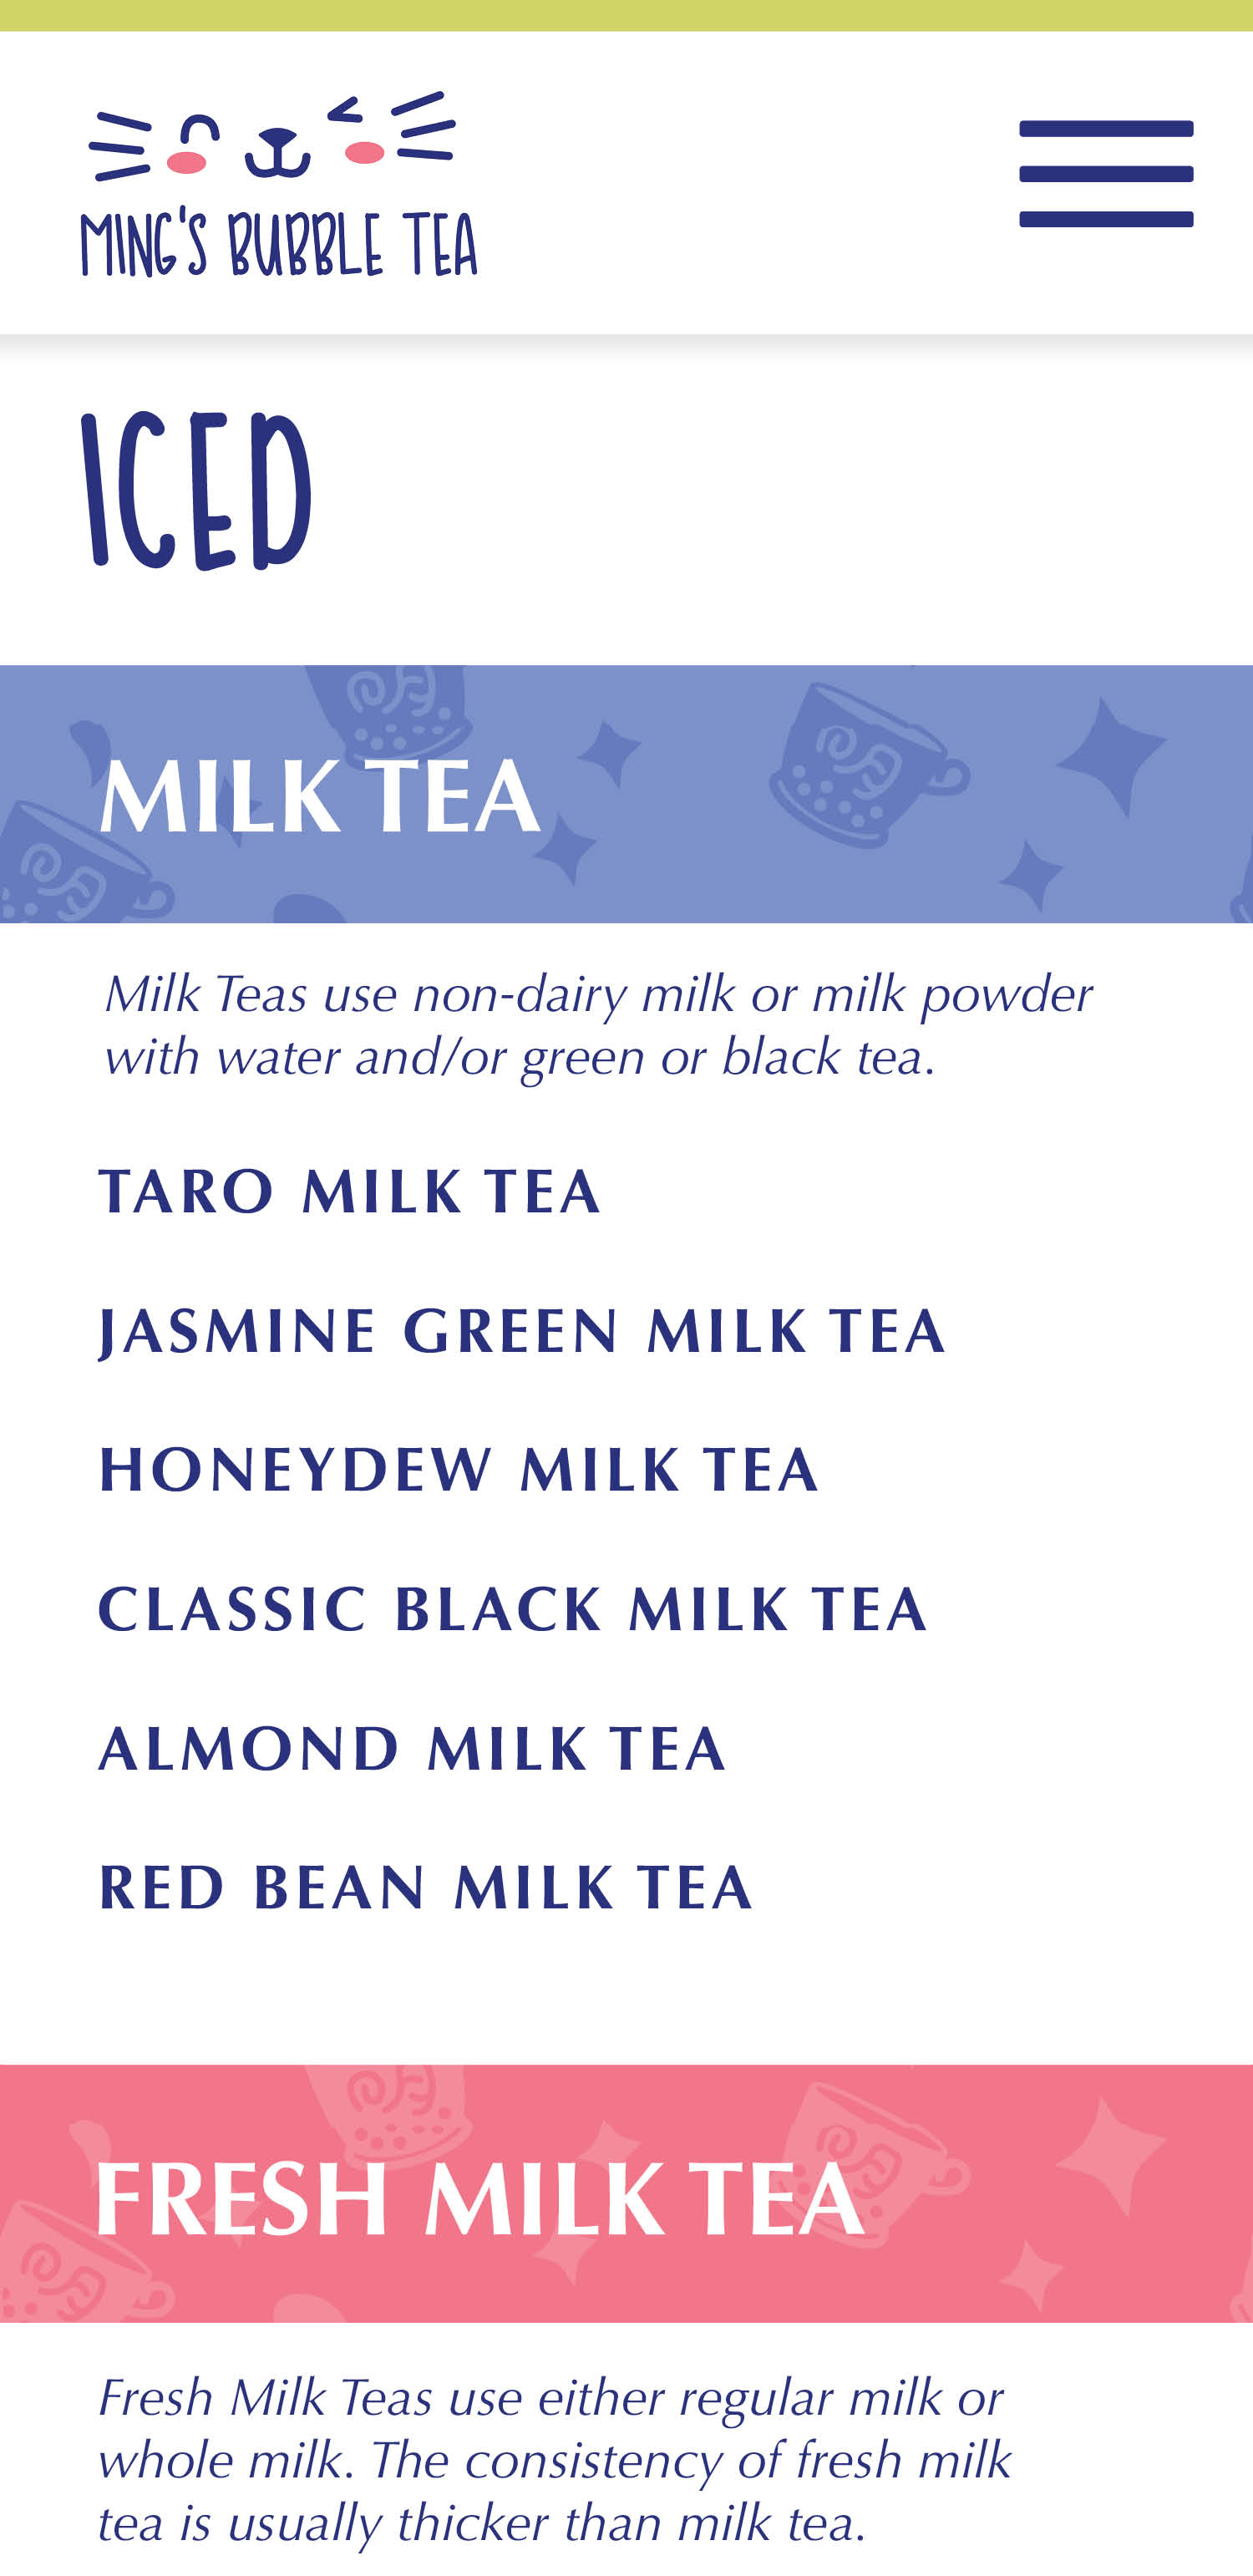 MING'S BUBBLE TEA
ICED
MILK TEA
Milk Teas use non-dairy milk or milk powder
with water and/or green or black tea.
TARO MILK TEA
JASMINE GREEN MILK TEA
HONEYDEW MILK TEA
CLASSIC BLACK MILK TEA
ALMOND MILK TEA
RED BEAN MILK TEA
FRESH MILK TEA
Fresh Milk Teas use either regular milk or
whole milk. The consistency of fresh milk
tea is usually thicker than milk tea.